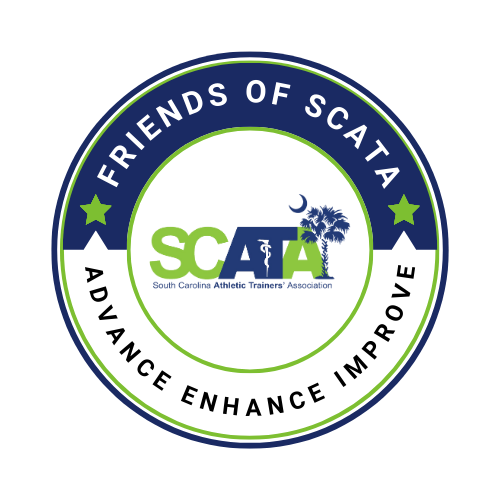 FRIENDS OF SCATA
SCATA
South Carolina Athletic Trainers' Association
ADVANCE ENHANCE IMPROVE